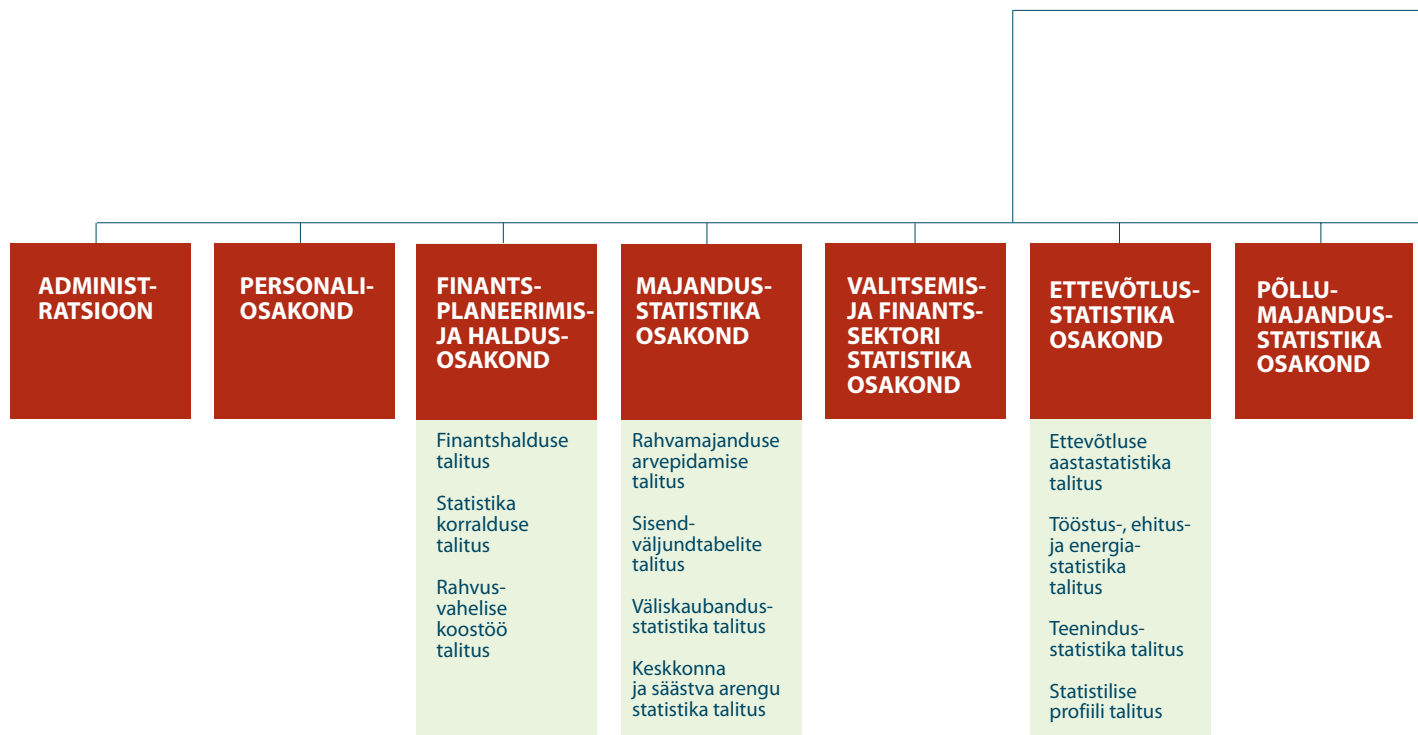 ADMINIST-
RATSIOON
PERSONALI-
OSAKOND
FINANTS-
PLANEERIMIS-
JA HALDUS-
OSAKOND
Finantshalduse
talitus
Statistika
korralduse
talitus
Rahvus-
vahelise
koostöö
talitus
MAJANDUS-
STATISTIKA
OSAKOND
Rahvamajanduse
arvepidamise
talitus
Sisend-
väljundtabelite
talitus
Väliskaubandus-
statistika talitus
Keskkonna
ja säästva arengu
statistika talitus
VALITSEMIS-
JA FINANTS-
SEKTORI
STATISTIKA
OSAKOND
ETTEVÕTLUS-
STATISTIKA
OSAKOND
Ettevõtluse
aastastatistika
talitus
Tööstus-, ehitus-
ja energia-
statistika
talitus
Teenindus-
statistika talitus
Statistilise
profiili talitus
PÕLLU-
MAJANDUS-
STATISTIKA
OSAKOND